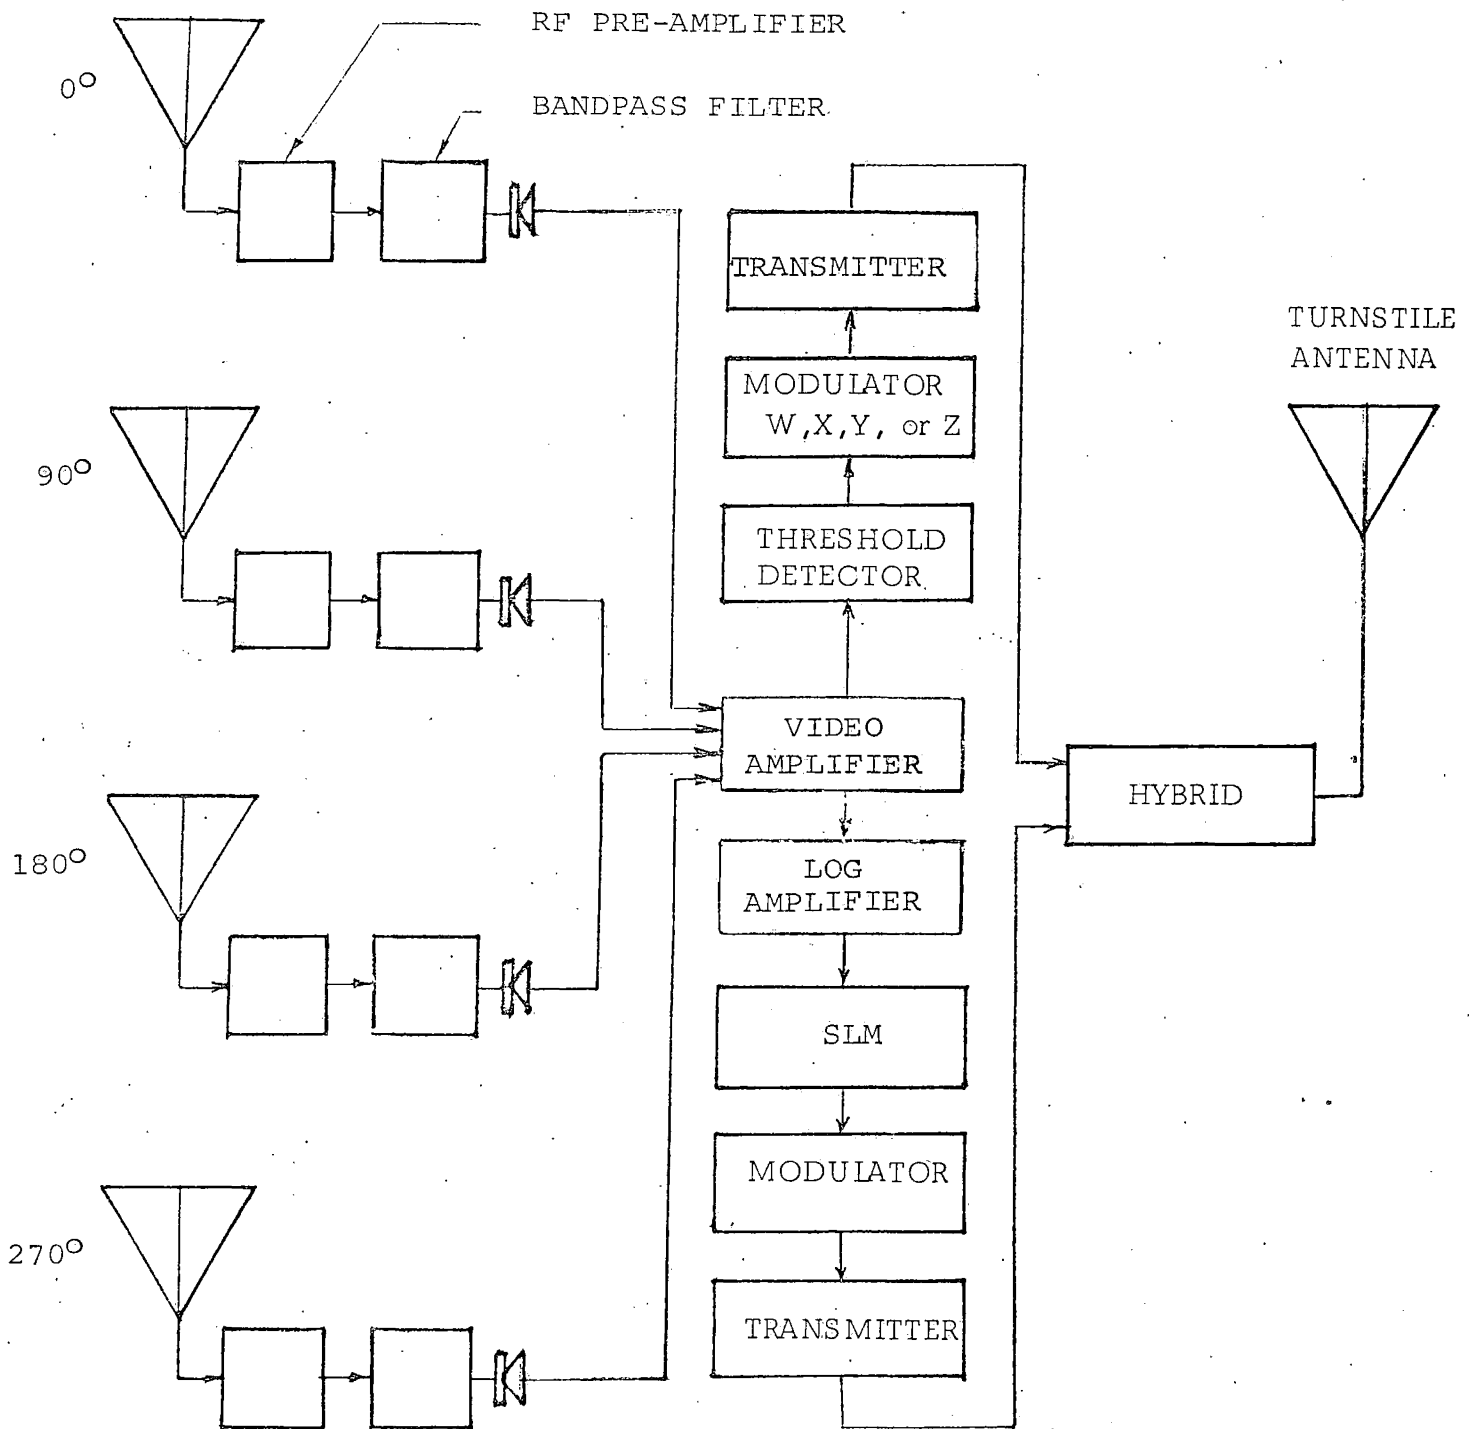 RF PRE-AMPLIFIER
0°
BANDPASS FILTER
TRANSMITTER
TURNSTILE
ANTENNA
MODULATOR
W,X,Y, or Z
90°
THRESHOLD
DETECTOR
VIDEO
AMPLIFIER
HYBRID
180°
LOG
AMPLIFIER
SLM
MODULATOR
270°
TRANSMITTER